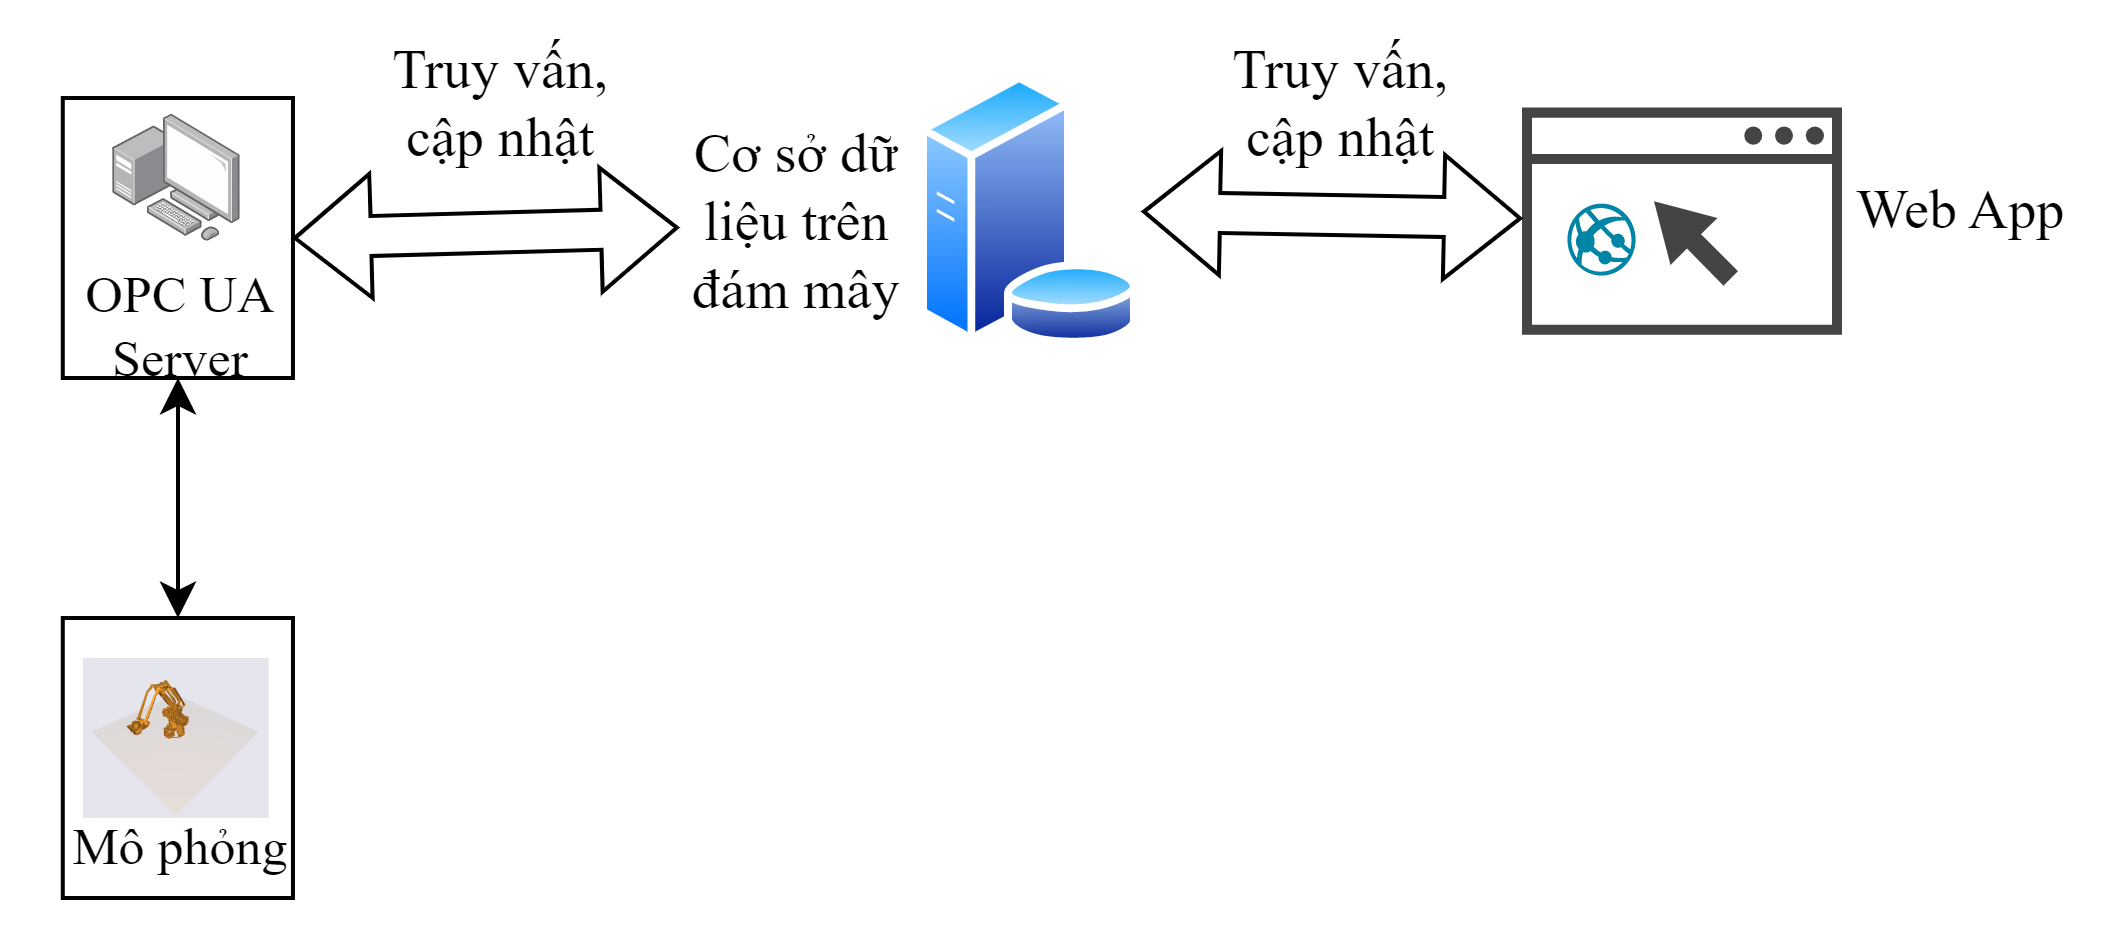 Truy vấn,
cập nhật
Cơ sở dữ
liệu trên
đám mây
Truy vấn,
cập nhật
Web App
OPC UA
Server
Mô phỏng